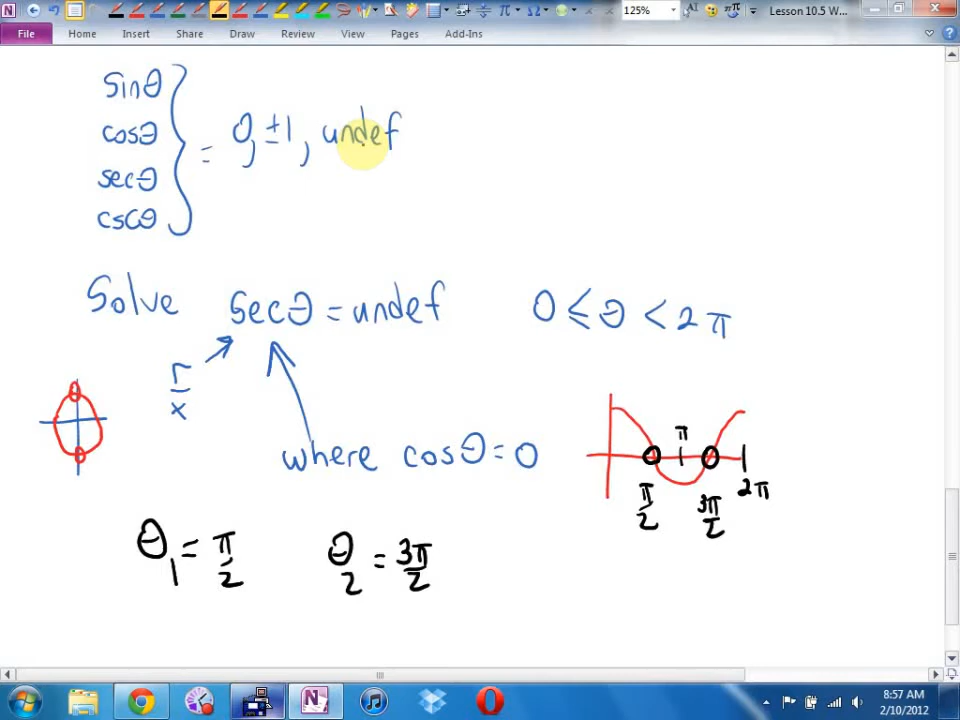 125%
Lesson 10.5 W...
File Home Insert Share Draw Review View Pages Add-Ins
sinθ
cosθ
secθ
cscθ
= 0, ±1, undef
Solve secθ = undef 0 ≤ θ < 2π
r/x
where cosθ = 0
π
π/2 3π/2 2π
θ₁ = π/2 θ₂ = 3π/2
8:57 AM
2/10/2012